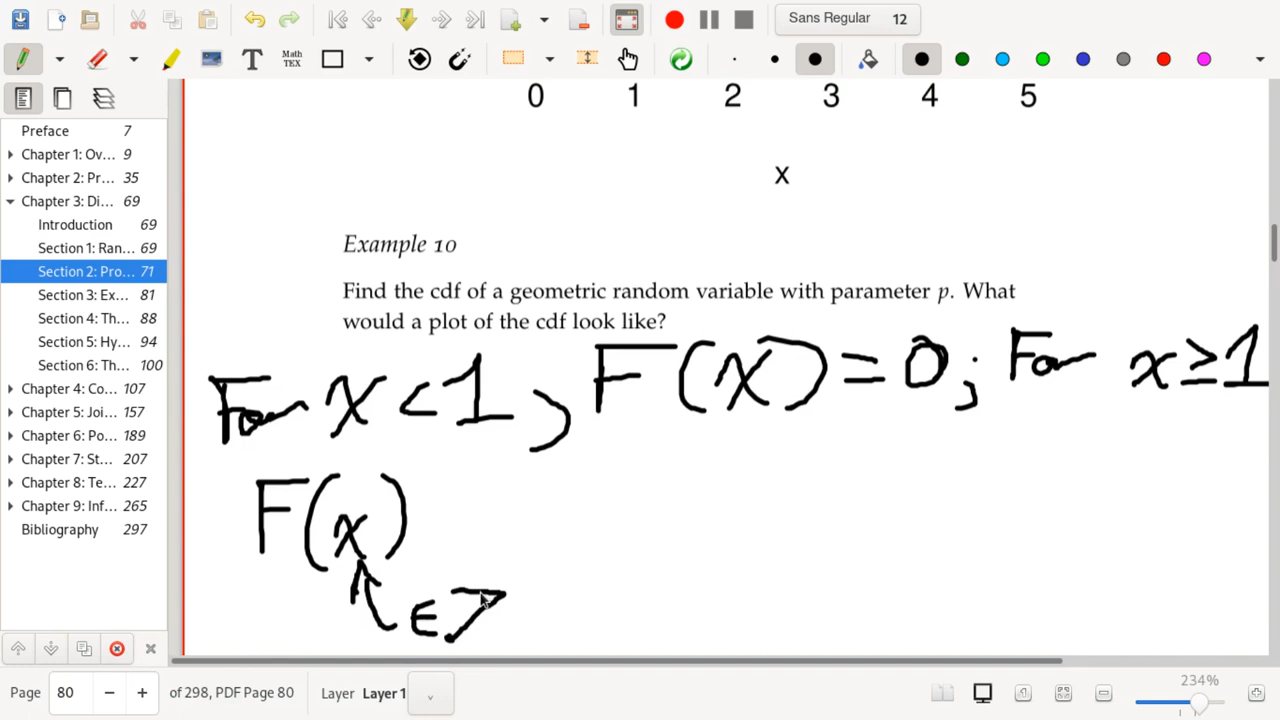 Sans Regular 12
T Math TEX
0 1 2 3 4 5
x
Preface 7
Chapter 1: Ov... 9
Chapter 2: Pr... 35
Chapter 3: Di... 69
Introduction 69
Section 1: Ran... 69
Section 2: Pro... 71
Section 3: Ex... 81
Section 4: Th... 88
Section 5: Hy... 94
Section 6: Th... 100
Chapter 4: Co... 107
Chapter 5: Joi... 157
Chapter 6: Po... 189
Chapter 7: St... 207
Chapter 8: Te... 227
Chapter 9: Inf... 265
Bibliography 297
Example 10
Find the cdf of a geometric random variable with parameter p. What
would a plot of the cdf look like?
For x < 1, F(x) = 0; For x ≥ 1
F(x)
∈
Page 80 of 298, PDF Page 80 Layer Layer 1 234%